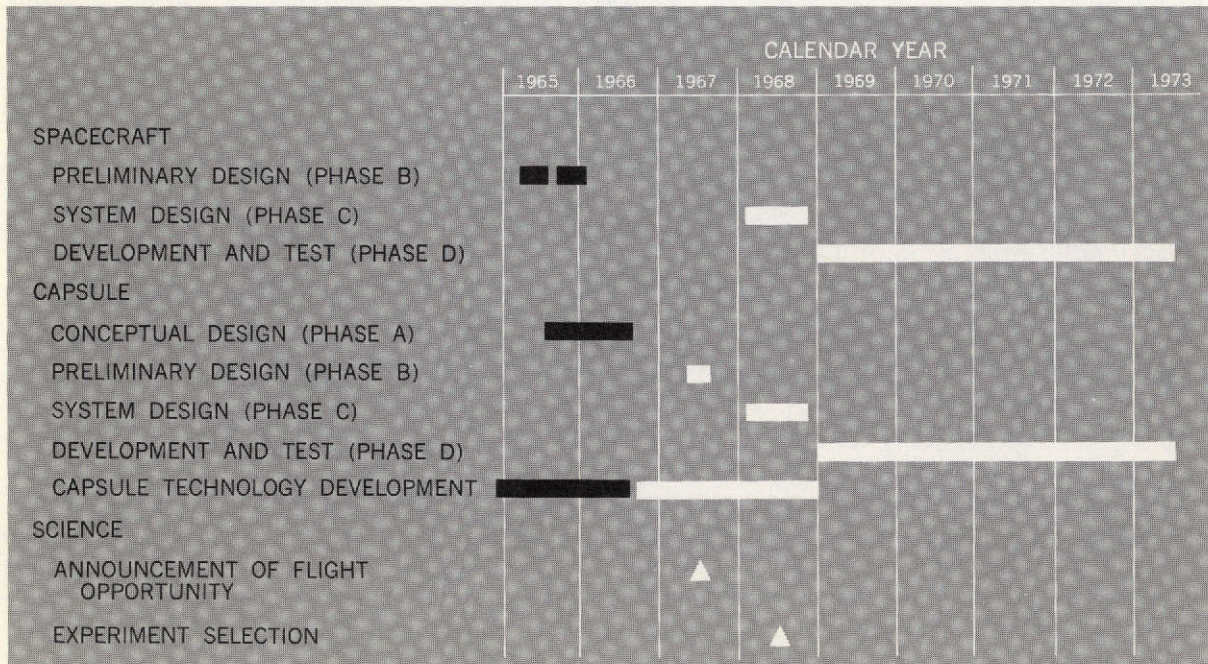 CALENDAR YEAR
1965 1966 1967 1968 1969 1970 1971 1972 1973
SPACECRAFT
PRELIMINARY DESIGN (PHASE B)
SYSTEM DESIGN (PHASE C)
DEVELOPMENT AND TEST (PHASE D)
CAPSULE
CONCEPTUAL DESIGN (PHASE A)
PRELIMINARY DESIGN (PHASE B)
SYSTEM DESIGN (PHASE C)
DEVELOPMENT AND TEST (PHASE D)
CAPSULE TECHNOLOGY DEVELOPMENT
SCIENCE
ANNOUNCEMENT OF FLIGHT
OPPORTUNITY
EXPERIMENT SELECTION